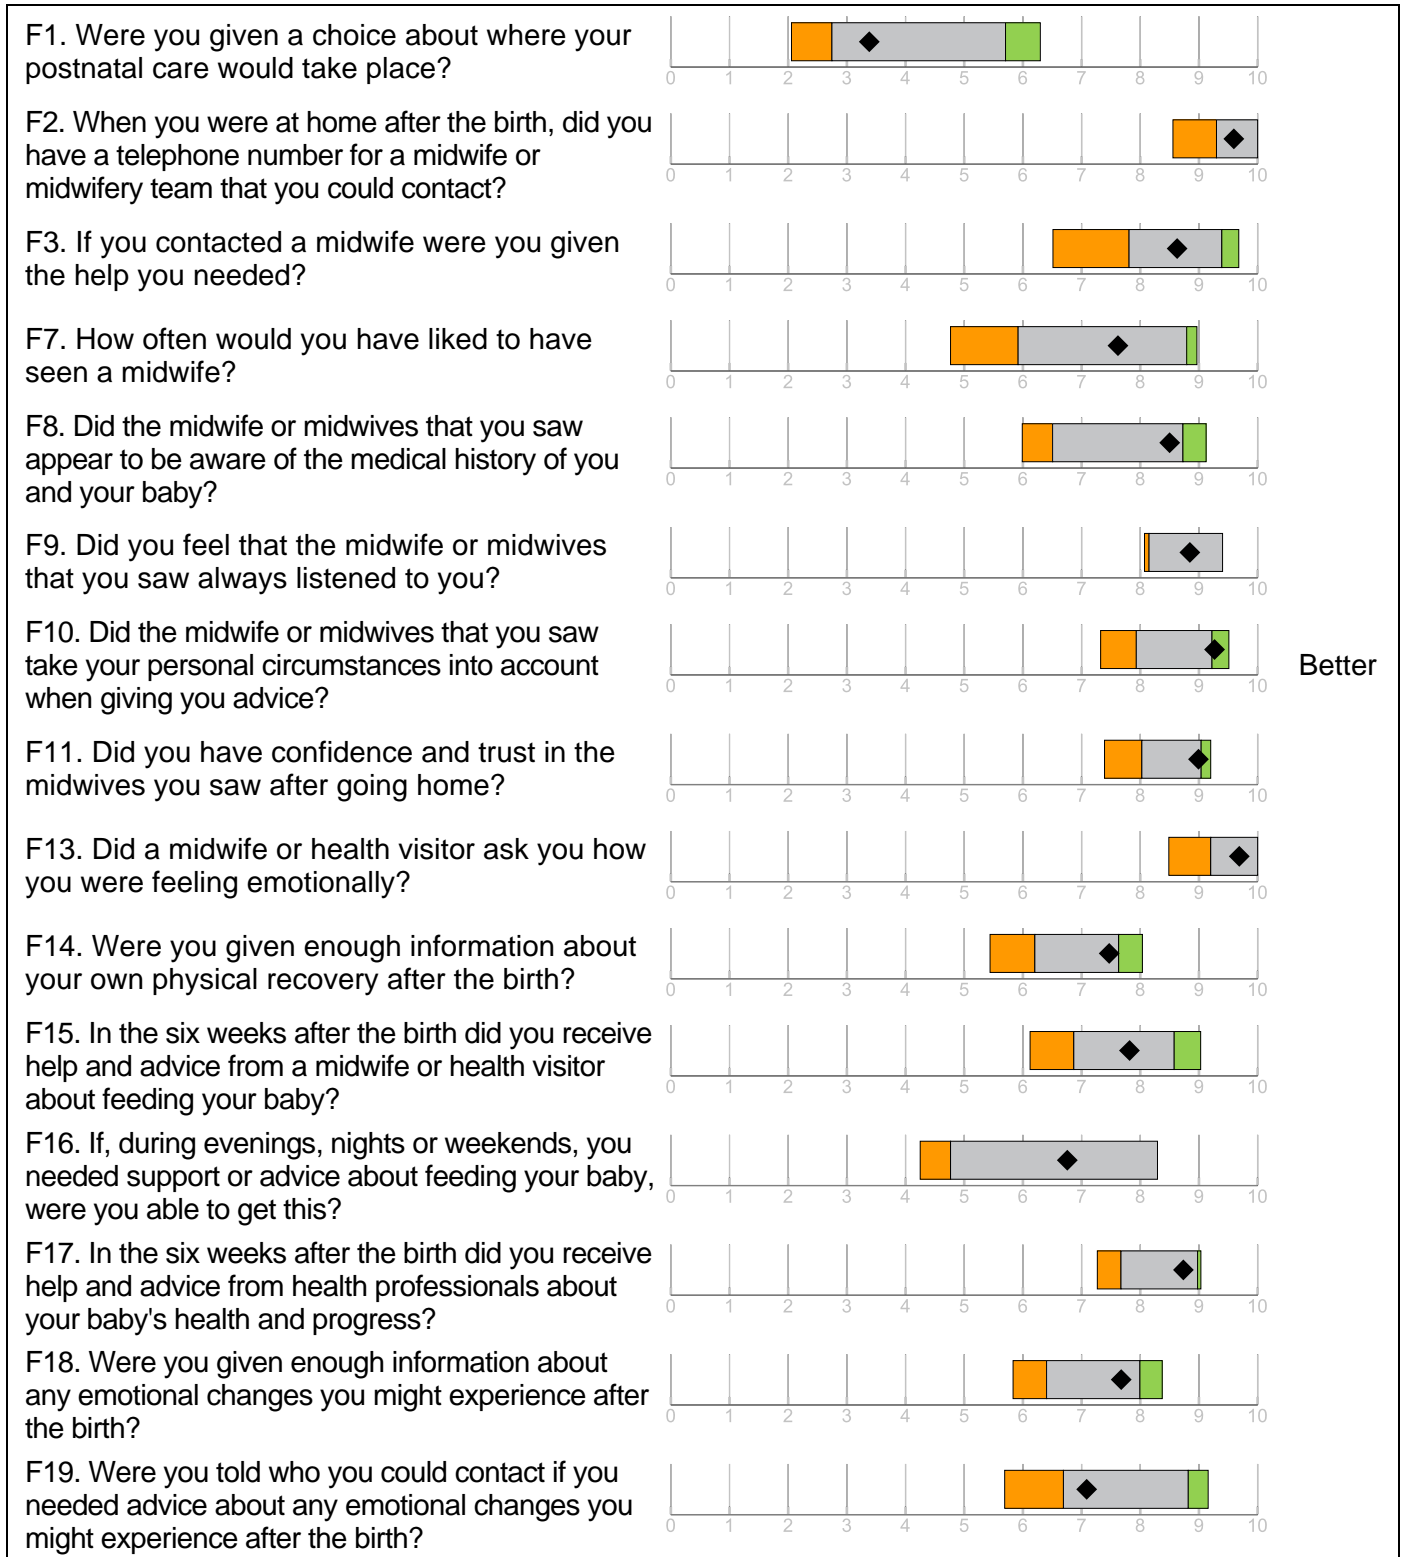 F1. Were you given a choice about where your
postnatal care would take place?
0 1 2 3 4 5 6 7 8 9 10
F2. When you were at home after the birth, did you
have a telephone number for a midwife or
midwifery team that you could contact?
0 1 2 3 4 5 6 7 8 9 10
F3. If you contacted a midwife were you given
the help you needed?
0 1 2 3 4 5 6 7 8 9 10
F7. How often would you have liked to have
seen a midwife?
0 1 2 3 4 5 6 7 8 9 10
F8. Did the midwife or midwives that you saw
appear to be aware of the medical history of you
and your baby?
0 1 2 3 4 5 6 7 8 9 10
F9. Did you feel that the midwife or midwives
that you saw always listened to you?
0 1 2 3 4 5 6 7 8 9 10
F10. Did the midwife or midwives that you saw
take your personal circumstances into account
when giving you advice?
0 1 2 3 4 5 6 7 8 9 10
Better
F11. Did you have confidence and trust in the
midwives you saw after going home?
0 1 2 3 4 5 6 7 8 9 10
F13. Did a midwife or health visitor ask you how
you were feeling emotionally?
0 1 2 3 4 5 6 7 8 9 10
F14. Were you given enough information about
your own physical recovery after the birth?
0 1 2 3 4 5 6 7 8 9 10
F15. In the six weeks after the birth did you receive
help and advice from a midwife or health visitor
about feeding your baby?
0 1 2 3 4 5 6 7 8 9 10
F16. If, during evenings, nights or weekends, you
needed support or advice about feeding your baby,
were you able to get this?
0 1 2 3 4 5 6 7 8 9 10
F17. In the six weeks after the birth did you receive
help and advice from health professionals about
your baby's health and progress?
0 1 2 3 4 5 6 7 8 9 10
F18. Were you given enough information about
any emotional changes you might experience after
the birth?
0 1 2 3 4 5 6 7 8 9 10
F19. Were you told who you could contact if you
needed advice about any emotional changes you
might experience after the birth?
0 1 2 3 4 5 6 7 8 9 10